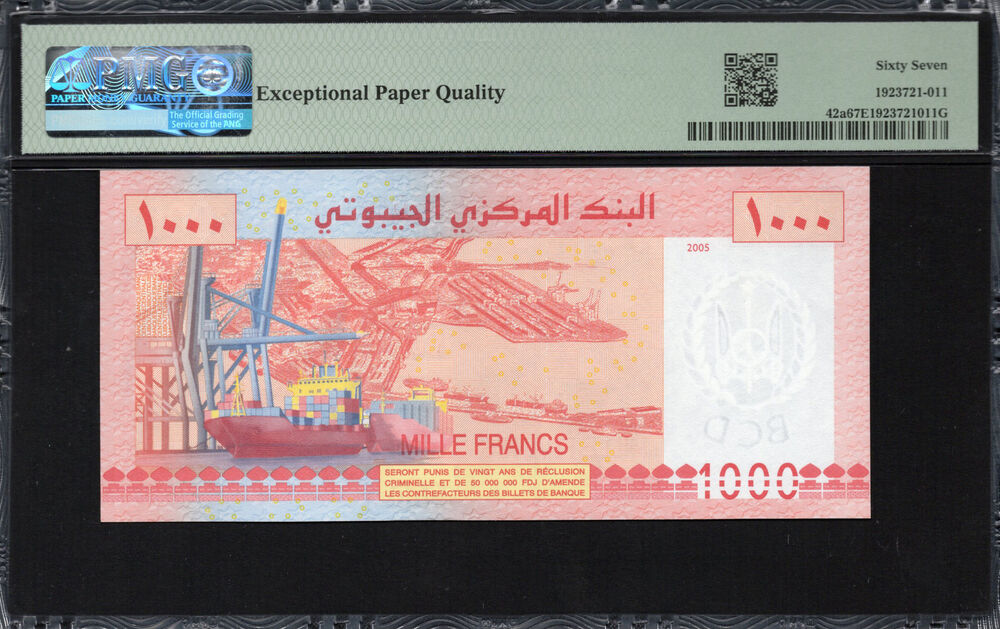 PMG
The Official Grading
Service of the PNG
Exceptional Paper Quality
Sixty Seven
1923721-011
42a67E1923721011G
١٠٠٠
البنك المركزي الجيبوتي
١٠٠٠
2005
BCD
MILLE FRANCS
SERONT PUNIS DE VINGT ANS DE RÉCLUSION
CRIMINELLE ET DE 50 000 000 FDJ D'AMENDE
LES CONTREFACTEURS DES BILLETS DE BANQUE
1000